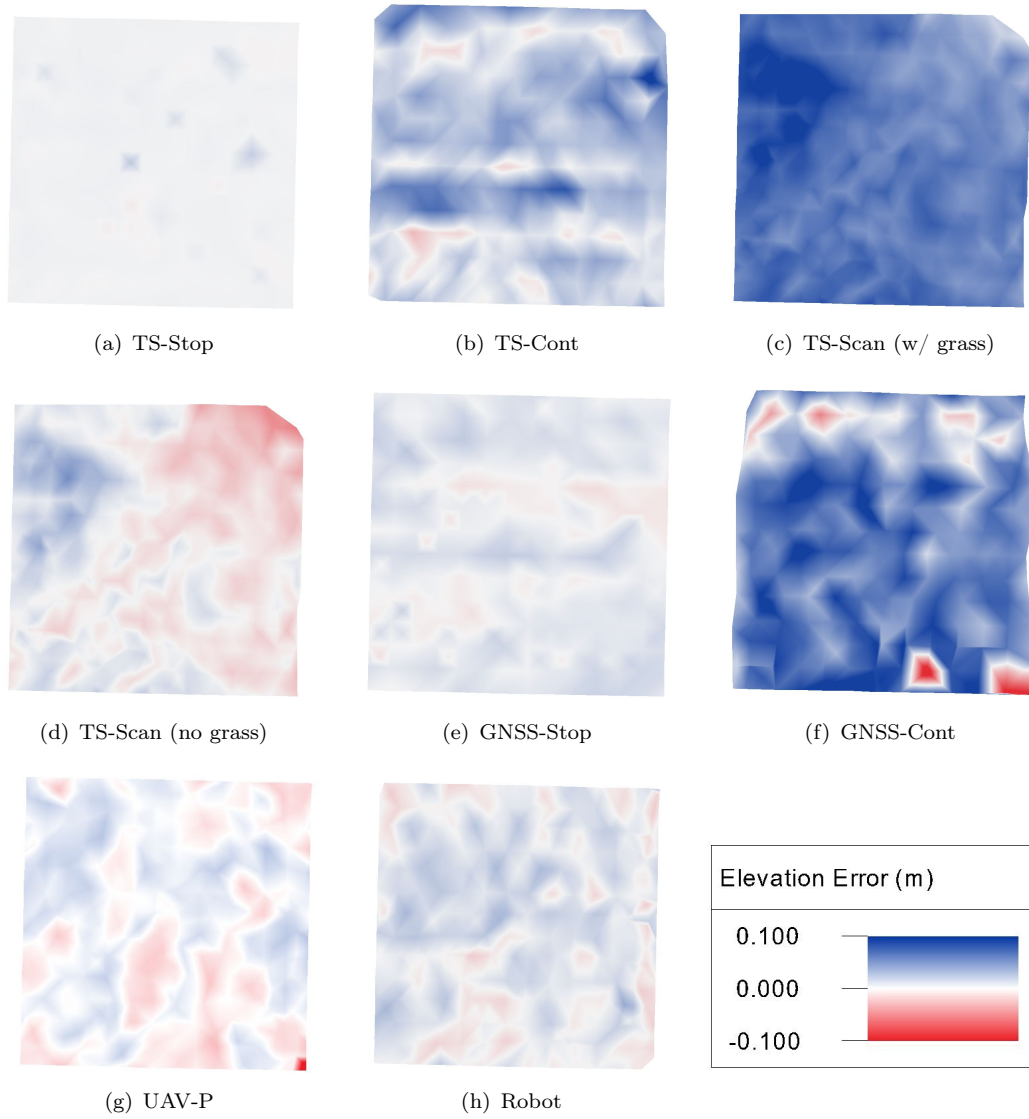 (a) TS-Stop
(b) TS-Cont
(c) TS-Scan (w/ grass)
(d) TS-Scan (no grass)
(e) GNSS-Stop
(f) GNSS-Cont
(g) UAV-P
(h) Robot
Elevation Error (m)
0.100
0.000
-0.100